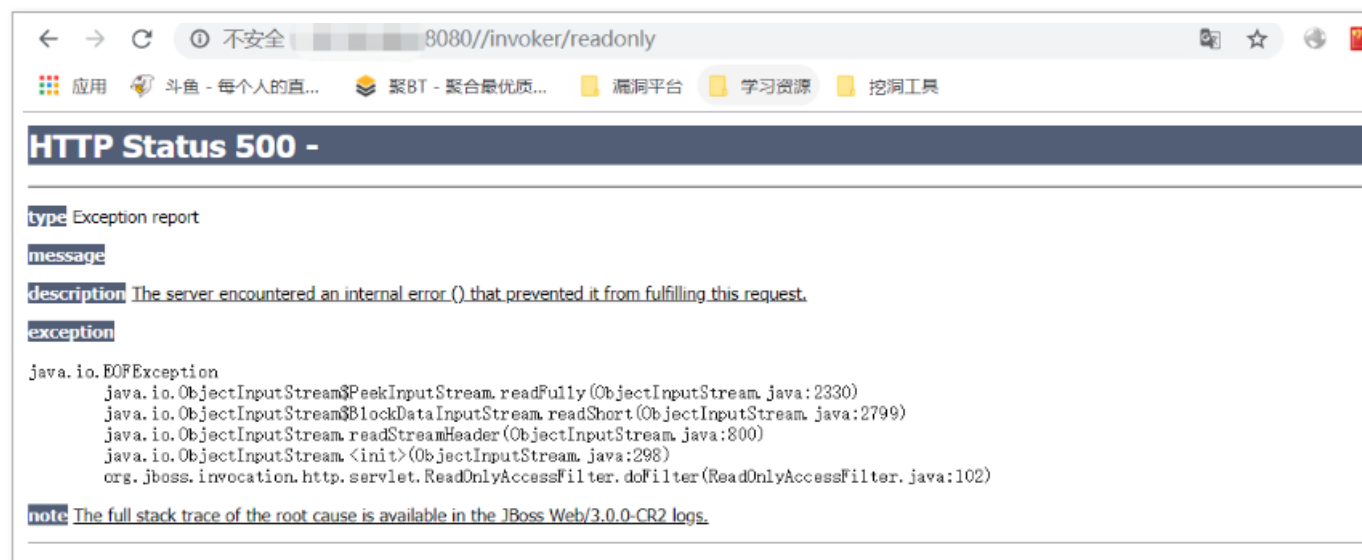 不安全 8080//invoker/readonly
应用 斗鱼 - 每个人的直... 聚BT - 聚合最优质... 漏洞平台 学习资源 挖洞工具
HTTP Status 500 -
type Exception report
message
description The server encountered an internal error () that prevented it from fulfilling this request.
exception
java.io.EOFException
java.io.ObjectInputStream$PeekInputStream.readFully(ObjectInputStream.java:2330)
java.io.ObjectInputStream$BlockDataInputStream.readShort(ObjectInputStream.java:2799)
java.io.ObjectInputStream.readStreamHeader(ObjectInputStream.java:800)
java.io.ObjectInputStream.<init>(ObjectInputStream.java:298)
org.jboss.invocation.http.servlet.ReadOnlyAccessFilter.doFilter(ReadOnlyAccessFilter.java:102)
note The full stack trace of the root cause is available in the JBoss Web/3.0.0-CR2 logs.